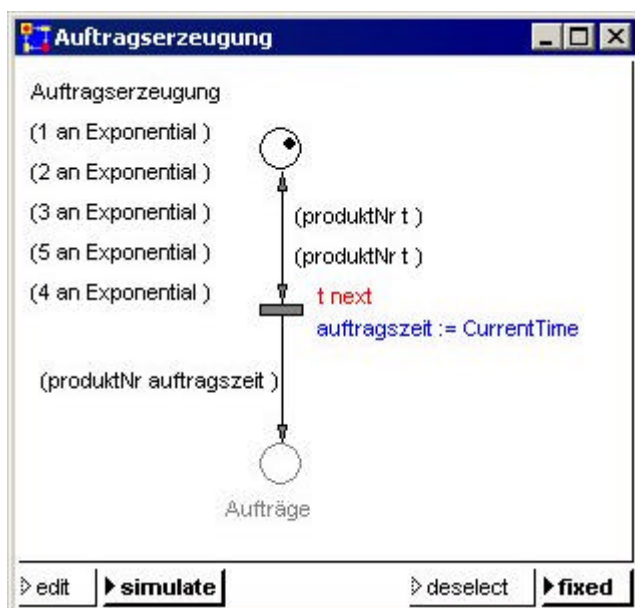 Auftragserzeugung
Auftragserzeugung
(1 an Exponential )
(2 an Exponential )
(3 an Exponential )
(produktNr t )
(5 an Exponential )
(produktNr t )
(4 an Exponential )
t next
auftragszeit := CurrentTime
(produktNr auftragszeit )
Aufträge
edit
simulate
deselect
fixed